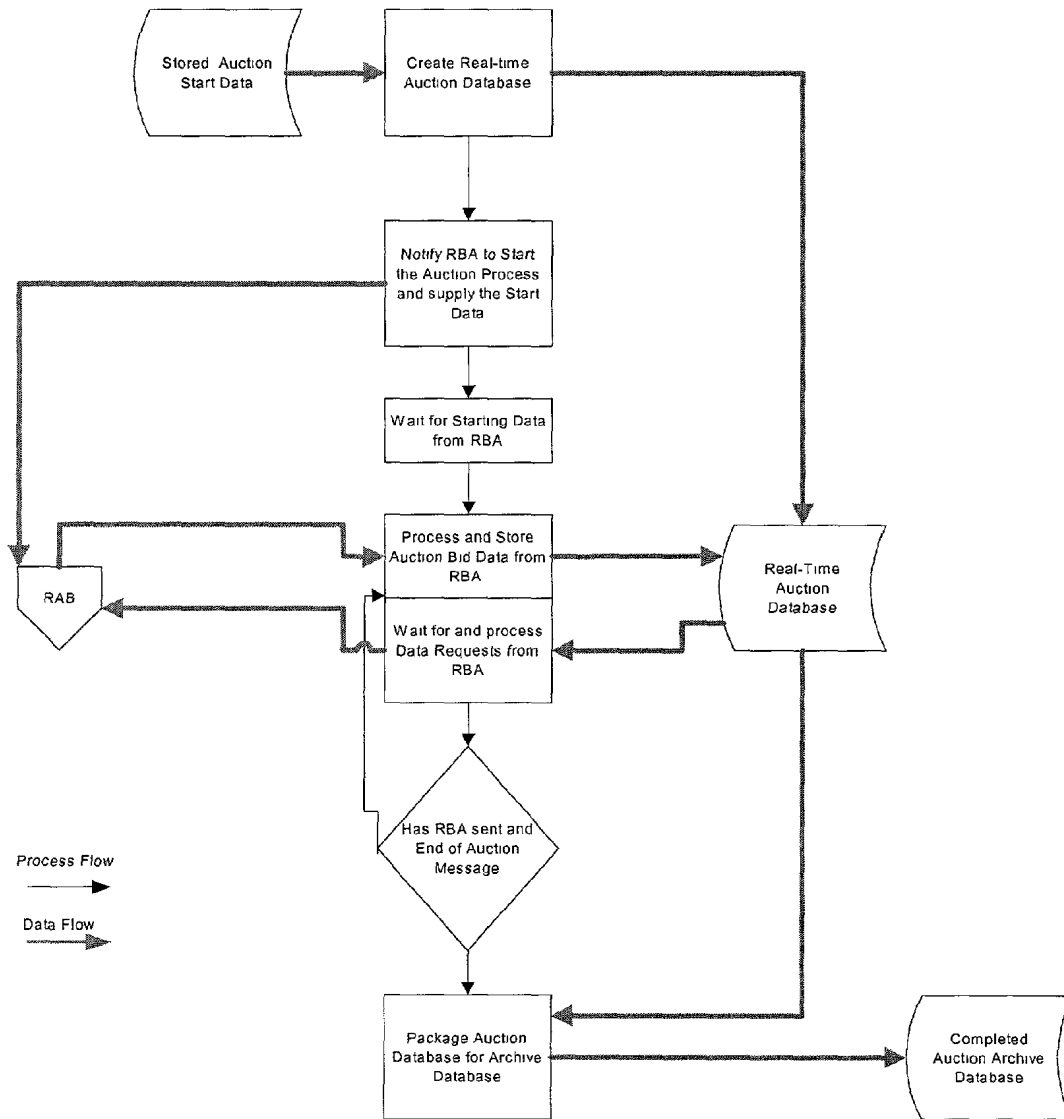 Stored Auction
Start Data
Create Real-time
Auction Database
Notify RBA to Start
the Auction Process
and supply the Start
Data
Wait for Starting Data
from RBA
Process and Store
Auction Bid Data from
RBA
Real-Time
Auction
Database
RAB
Wait for and process
Data Requests from
RBA
Has RBA sent and
End of Auction
Message
Process Flow
Data Flow
Package Auction
Database for Archive
Database
Completed
Auction Archive
Database